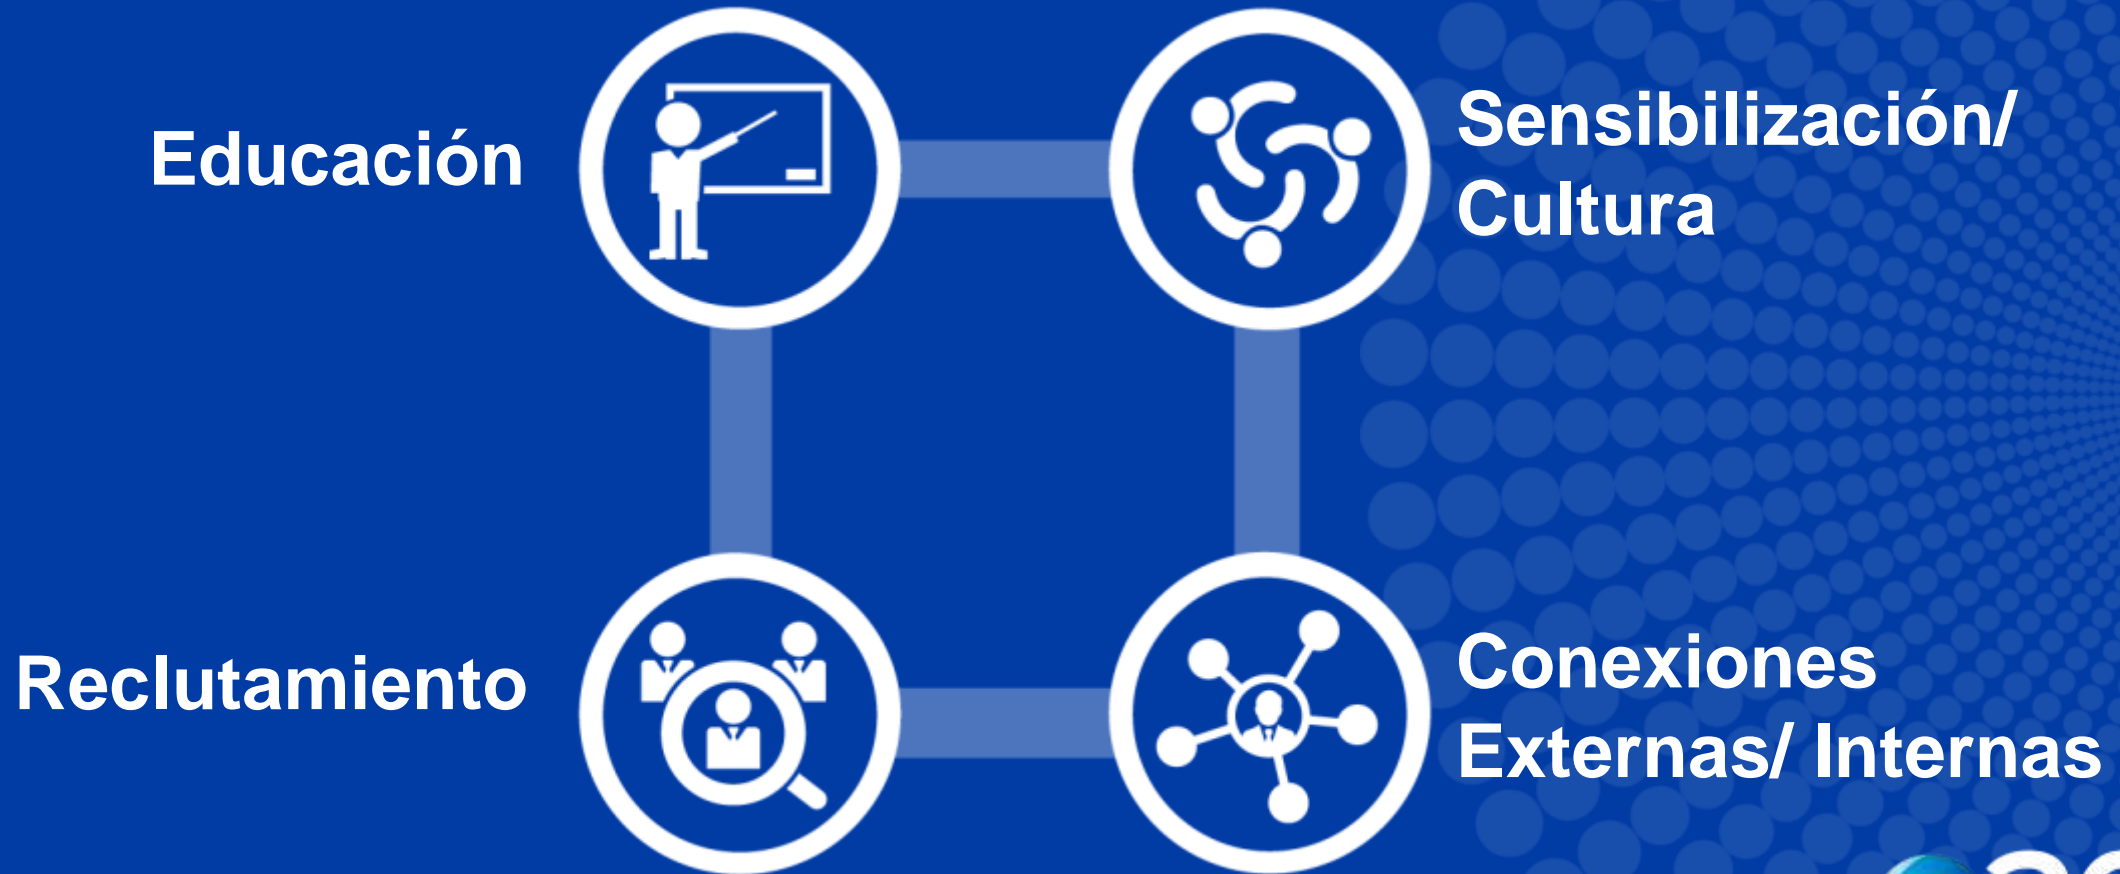 Educación
Sensibilización/
Cultura
Reclutamiento
Conexiones
Externas/ Internas